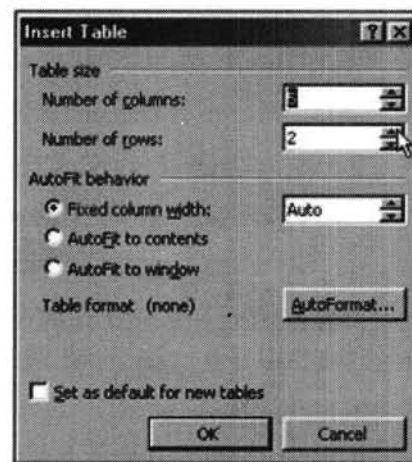 Insert Table
Table size
Number of columns:
Number of rows: 2
AutoFit behavior
Fixed column width: Auto
AutoFit to contents
AutoFit to window
Table format (none) AutoFormat...
Set as default for new tables
OK Cancel